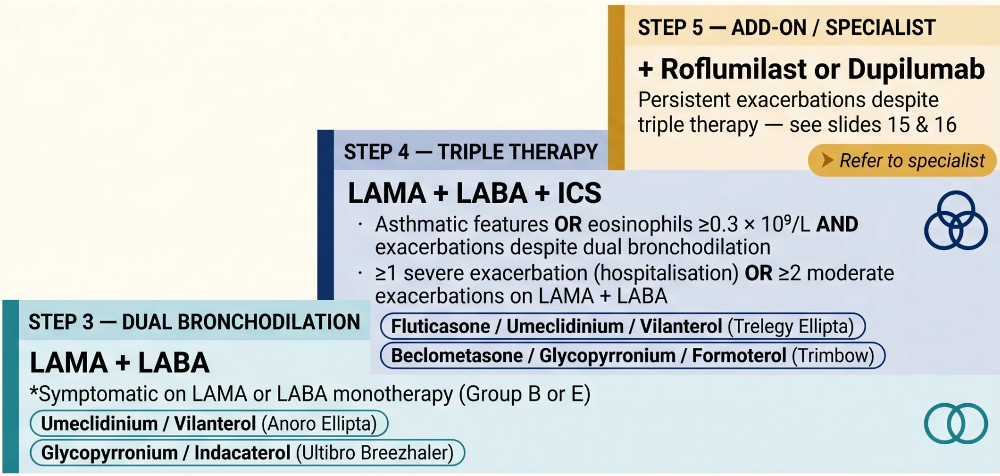 STEP 5 — ADD-ON / SPECIALIST
+ Roflumilast or Dupilumab
Persistent exacerbations despite
triple therapy — see slides 15 & 16
➤ Refer to specialist
STEP 4 — TRIPLE THERAPY
LAMA + LABA + ICS
· Asthmatic features OR eosinophils ≥0.3 × 10⁹/L AND
exacerbations despite dual bronchodilation
· ≥1 severe exacerbation (hospitalisation) OR ≥2 moderate
exacerbations on LAMA + LABA
Fluticasone / Umeclidinium / Vilanterol (Trelegy Ellipta)
Beclometasone / Glycopyrronium / Formoterol (Trimbow)
STEP 3 — DUAL BRONCHODILATION
LAMA + LABA
*Symptomatic on LAMA or LABA monotherapy (Group B or E)
Umeclidinium / Vilanterol (Anoro Ellipta)
Glycopyrronium / Indacaterol (Ultibro Breezhaler)